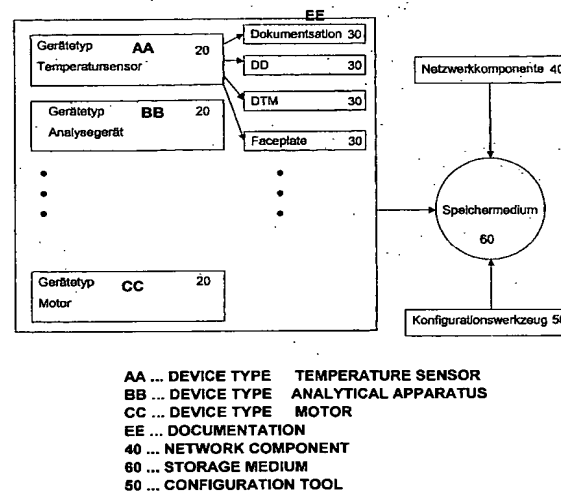 EE
Gerätetyp AA 20
Temperatursensor
Dokumentsation 30
DD 30
DTM 30
Faceplate 30
Gerätetyp BB 20
Analysegerät
Gerätetyp CC 20
Motor
Netzwerkkomponente 40
Speichermedium
60
Konfigurationswerkzeug 50
AA ... DEVICE TYPE TEMPERATURE SENSOR
BB ... DEVICE TYPE ANALYTICAL APPARATUS
CC ... DEVICE TYPE MOTOR
EE ... DOCUMENTATION
40 ... NETWORK COMPONENT
60 ... STORAGE MEDIUM
50 ... CONFIGURATION TOOL